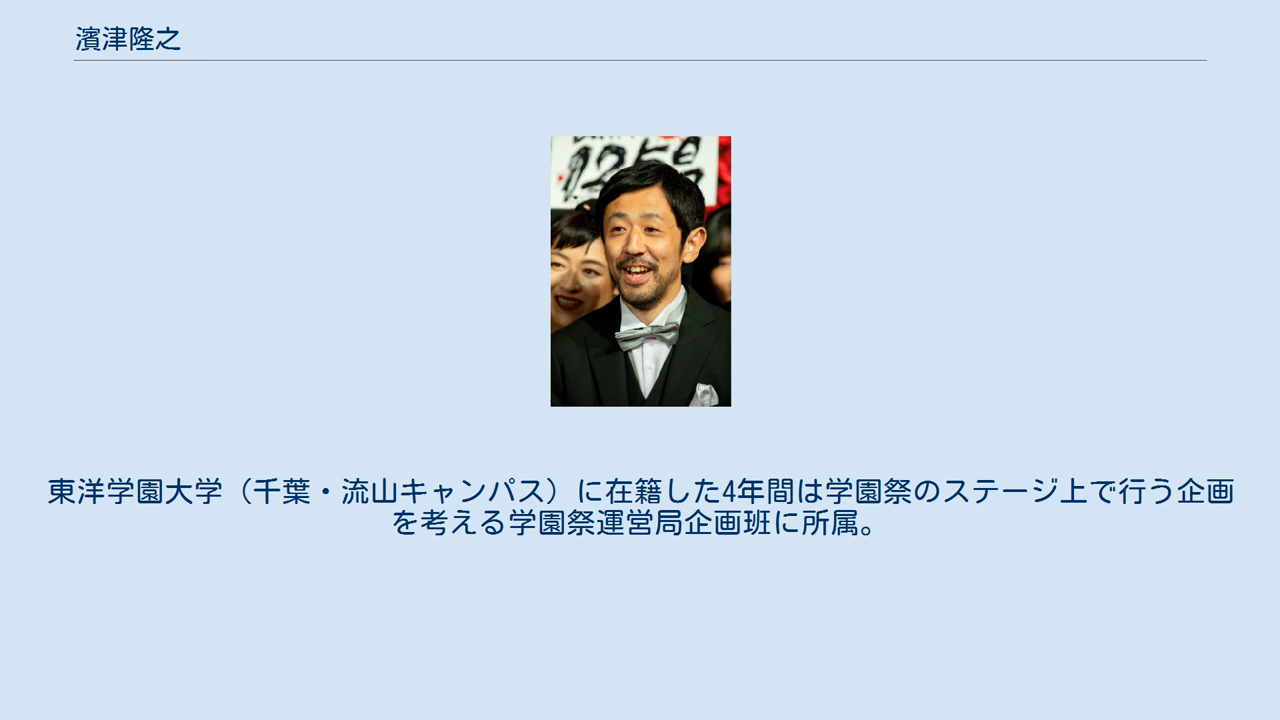 濱津隆之
東洋学園大学（千葉・流山キャンパス）に在籍した4年間は学園祭のステージ上で行う企画
を考える学園祭運営局企画班に所属。